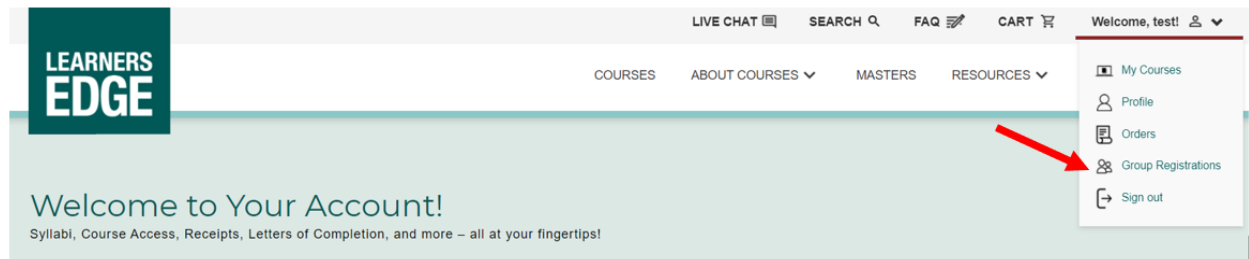 LIVE CHAT SEARCH FAQ CART Welcome, test!
LEARNERS
EDGE
COURSES ABOUT COURSES MASTERS RESOURCES
My Courses
Profile
Orders
Group Registrations
Sign out
Welcome to Your Account!
Syllabi, Course Access, Receipts, Letters of Completion, and more – all at your fingertips!